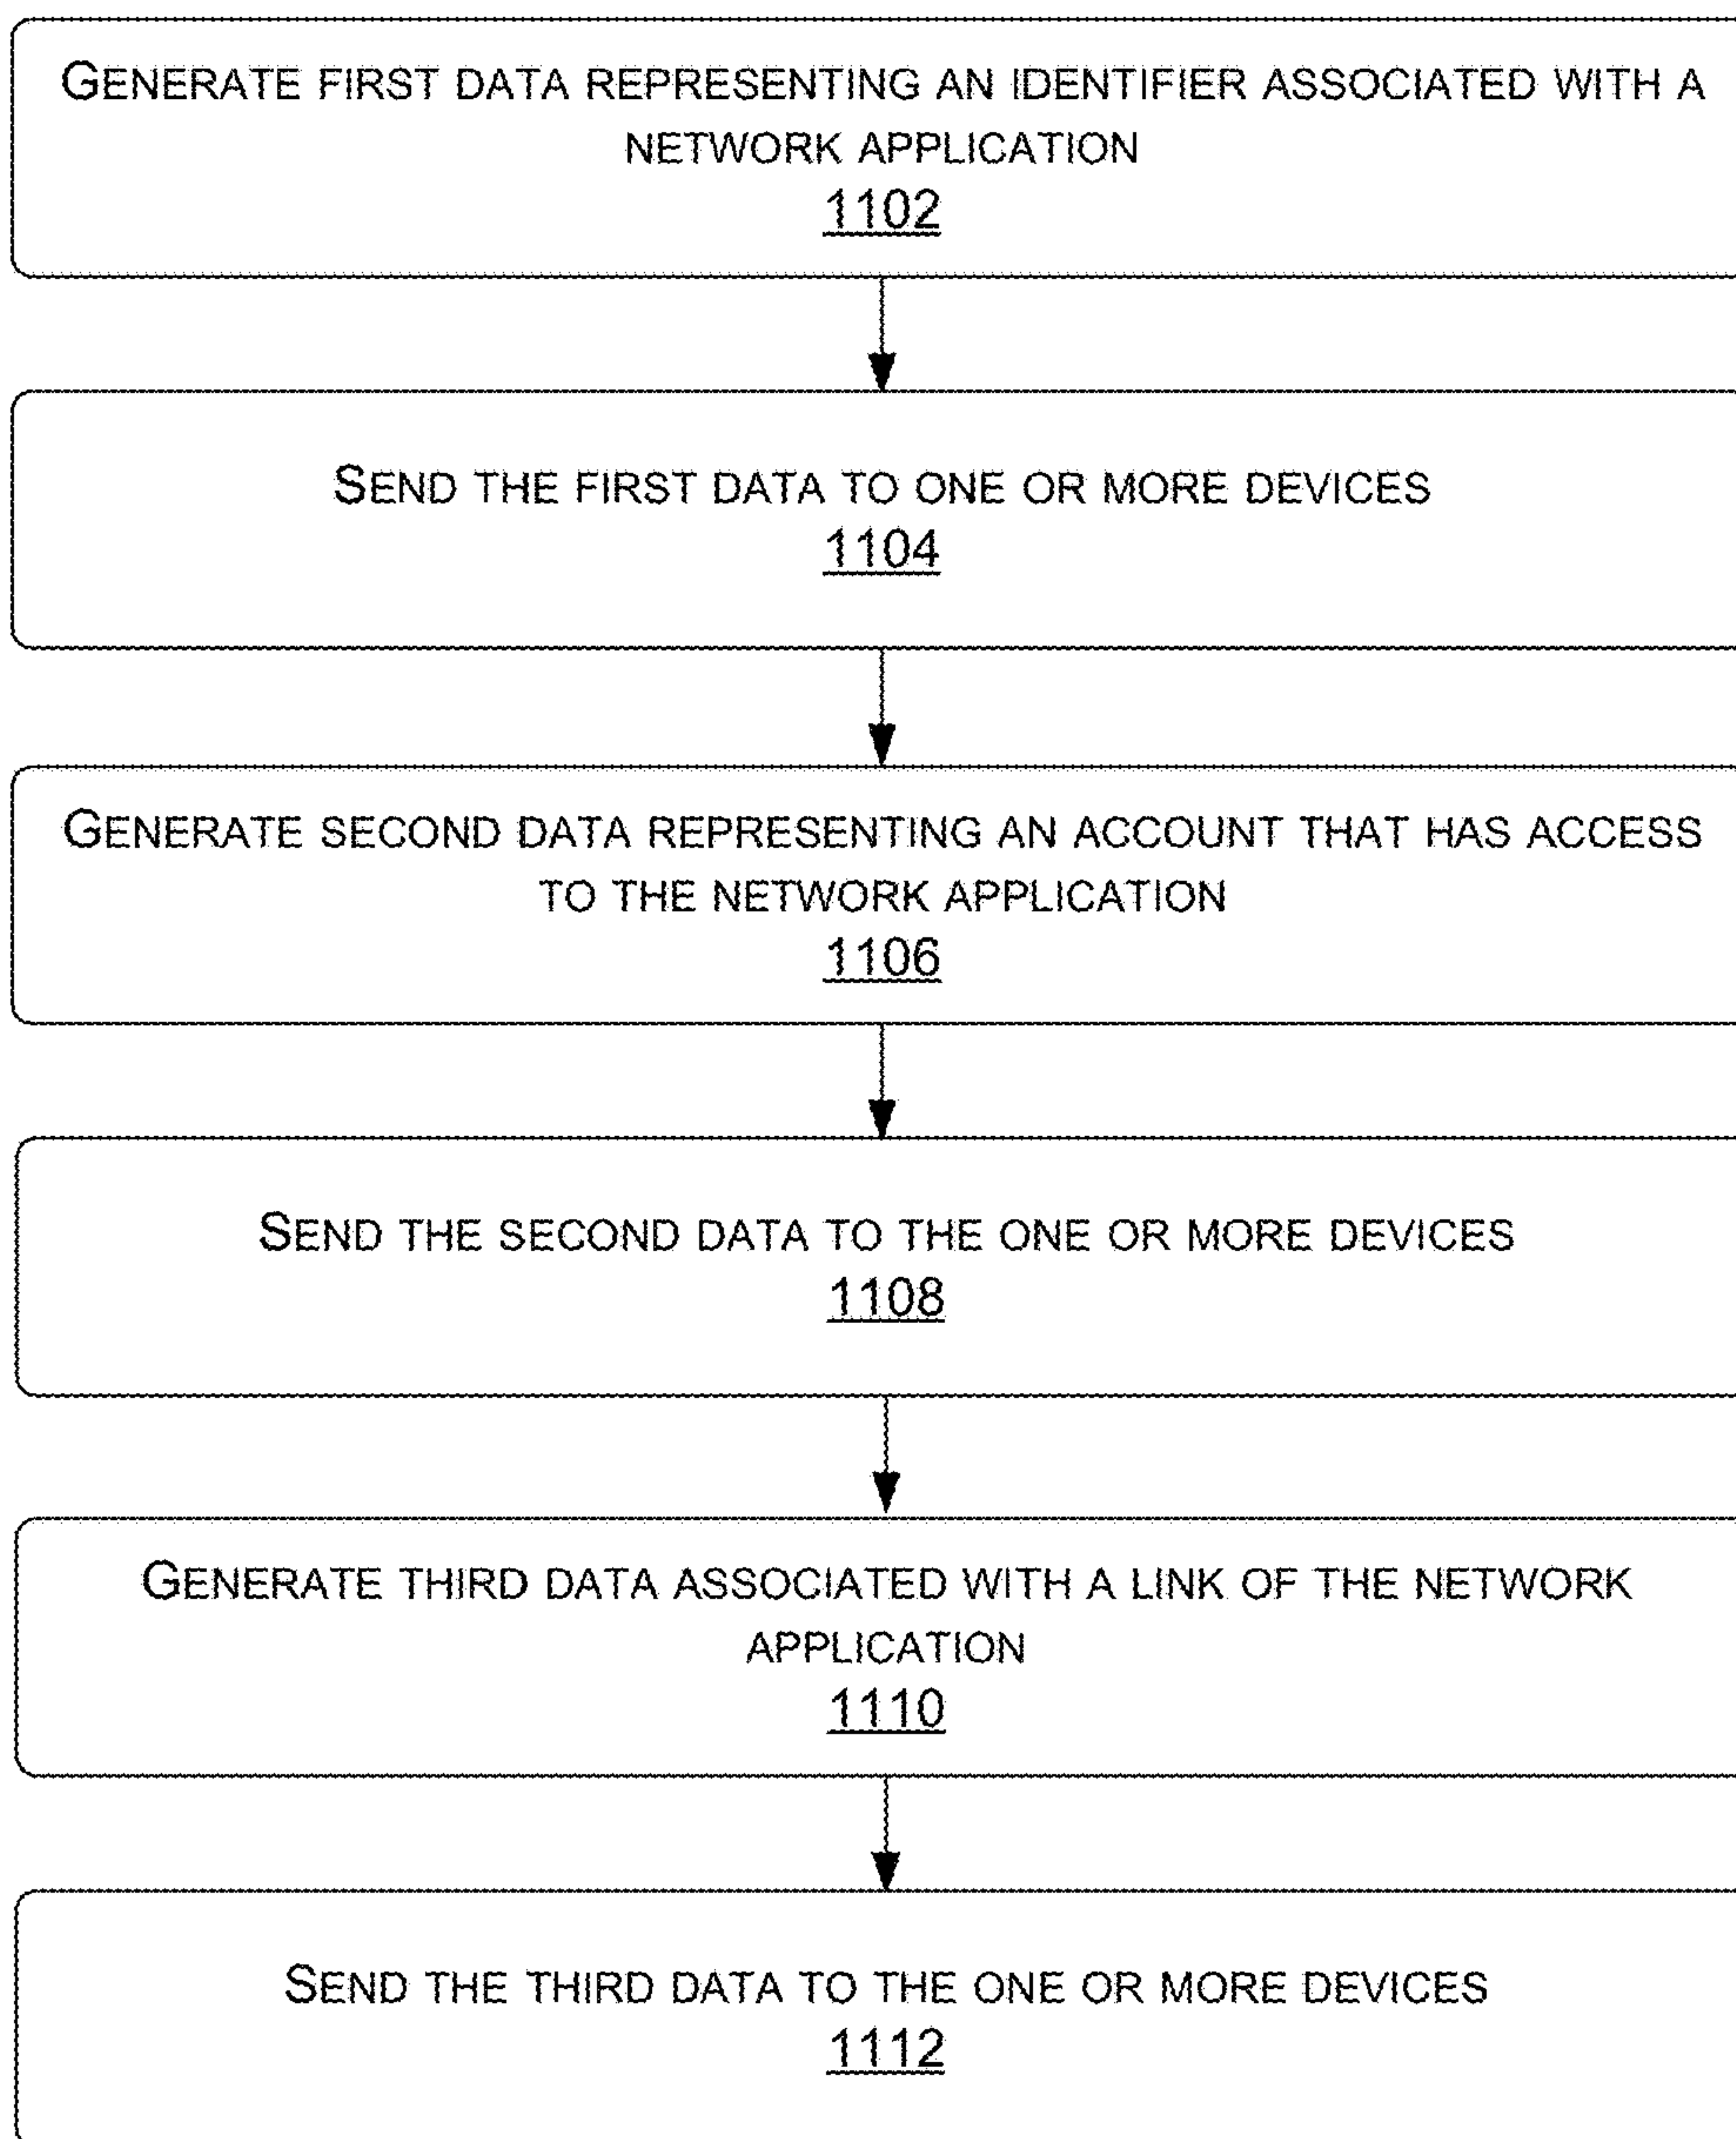 GENERATE FIRST DATA REPRESENTING AN IDENTIFIER ASSOCIATED WITH A
NETWORK APPLICATION
1102
SEND THE FIRST DATA TO ONE OR MORE DEVICES
1104
GENERATE SECOND DATA REPRESENTING AN ACCOUNT THAT HAS ACCESS
TO THE NETWORK APPLICATION
1106
SEND THE SECOND DATA TO THE ONE OR MORE DEVICES
1108
GENERATE THIRD DATA ASSOCIATED WITH A LINK OF THE NETWORK
APPLICATION
1110
SEND THE THIRD DATA TO THE ONE OR MORE DEVICES
1112